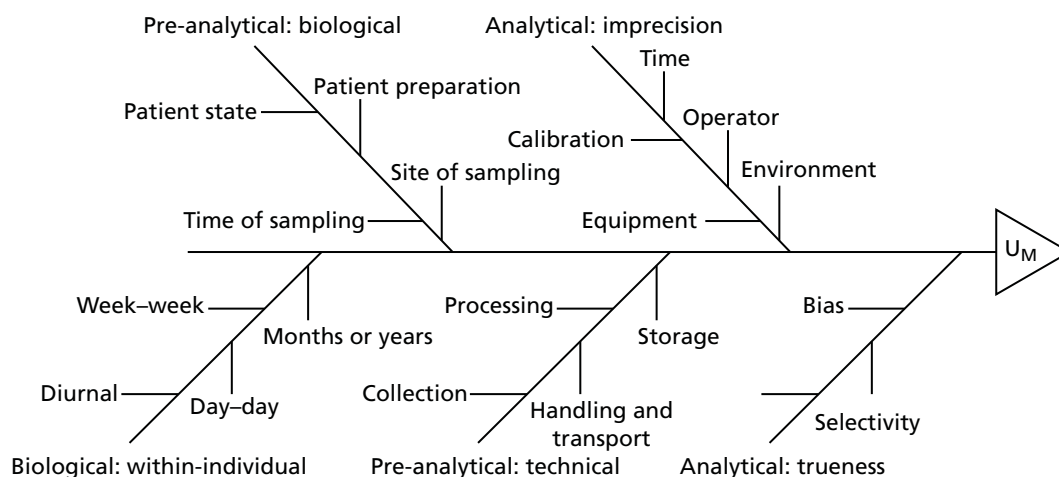 Pre-analytical: biological
Analytical: imprecision
Time
Patient preparation
Patient state
Operator
Calibration
Site of sampling
Environment
Time of sampling
Equipment
U_M
Week–week
Processing
Bias
Months or years
Storage
Diurnal
Day–day
Collection
Handling and
transport
Selectivity
Biological: within-individual
Pre-analytical: technical
Analytical: trueness